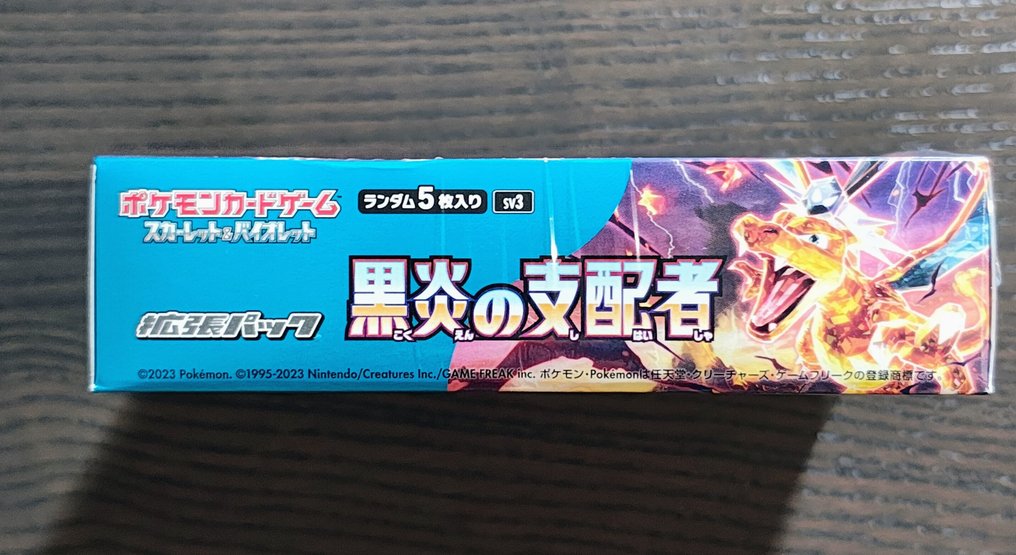 ポケモンカードゲーム
スカーレット&バイオレット
ランダム5枚入り sv3
拡張パック
黒炎の支配者
こくえん し はい しゃ
©2023 Pokémon. ©1995-2023 Nintendo/Creatures Inc./GAME FREAK inc. ポケモン・Pokémonは任天堂・クリーチャーズ・ゲームフリークの登録商標です。